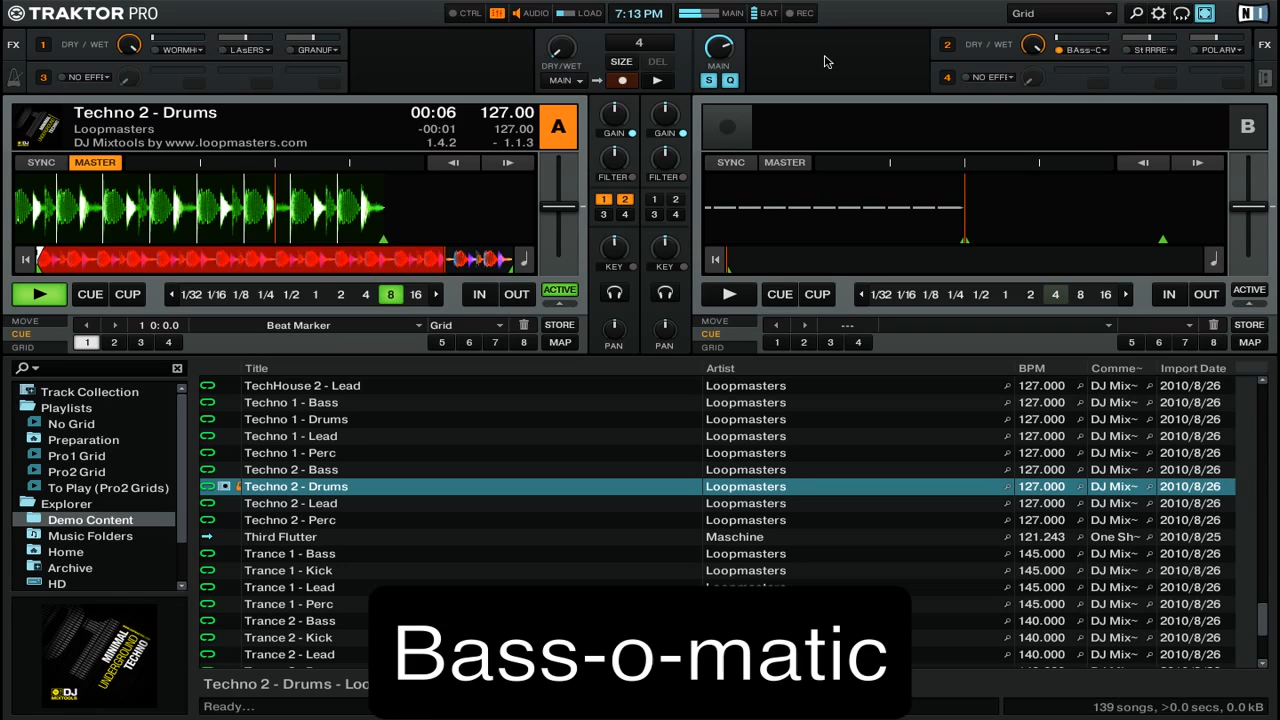 TRAKTOR PRO
CTRL AUDIO LOAD 7:13 PM MAIN BAT REC
Grid
FX 1 DRY / WET WORMH LAsERS GRANUF
3 NO EFFE
DRY/WET 4 SIZE DEL MAIN
MAIN S Q
2 DRY / WET BAss-C StRRRE POLARW FX
4 NO EFFE
Techno 2 - Drums 00:06 127.00 A
Loopmasters -00:01 127.00
DJ Mixtools by www.loopmasters.com 1.4.2 - 1.1.3
SYNC MASTER
GAIN GAIN
FILTER FILTER
1 2 1 2
3 4 3 4
KEY KEY
PAN PAN
B
SYNC MASTER
CUE CUP 1/32 1/16 1/8 1/4 1/2 1 2 4 8 16 IN OUT ACTIVE
CUE CUP 1/32 1/16 1/8 1/4 1/2 1 2 4 8 16 IN OUT ACTIVE
MOVE
CUE
GRID
1 0: 0.0 Beat Marker Grid STORE
1 2 3 4 5 6 7 8 MAP
MOVE
CUE
GRID
--- STORE
1 2 3 4 5 6 7 8 MAP
Track Collection
Playlists
No Grid
Preparation
Pro1 Grid
Pro2 Grid
To Play (Pro2 Grids)
Explorer
Demo Content
Music Folders
Home
Archive
HD
Title Artist BPM Comme~ Import Date
TechHouse 2 - Lead Loopmasters 127.000 DJ Mix~ 2010/8/26
Techno 1 - Bass Loopmasters 127.000 DJ Mix~ 2010/8/26
Techno 1 - Drums Loopmasters 127.000 DJ Mix~ 2010/8/26
Techno 1 - Lead Loopmasters 127.000 DJ Mix~ 2010/8/26
Techno 1 - Perc Loopmasters 127.000 DJ Mix~ 2010/8/26
Techno 2 - Bass Loopmasters 127.000 DJ Mix~ 2010/8/26
Techno 2 - Drums Loopmasters 127.000 DJ Mix~ 2010/8/26
Techno 2 - Lead Loopmasters 127.000 DJ Mix~ 2010/8/26
Techno 2 - Perc Loopmasters 127.000 DJ Mix~ 2010/8/26
Third Flutter Maschine 121.243 One Sh~ 2010/8/25
Trance 1 - Bass Loopmasters 145.000 DJ Mix~ 2010/8/26
Trance 1 - Kick Loopmasters 145.000 DJ Mix~ 2010/8/26
Trance 1 - Lead Loopmasters 145.000 DJ Mix~ 2010/8/26
Trance 1 - Perc Loopmasters 145.000 DJ Mix~ 2010/8/26
Trance 2 - Bass Loopmasters 140.000 DJ Mix~ 2010/8/26
Trance 2 - Kick Loopmasters 140.000 DJ Mix~ 2010/8/26
Trance 2 - Lead Loopmasters 140.000 DJ Mix~ 2010/8/26
MINIMAL
UNDERGROUND
TECHNO
DJ MIXTOOLS
Techno 2 - Drums - Loo
Ready...
139 songs, >0.0 secs, 0.0 kB
Bass-o-matic